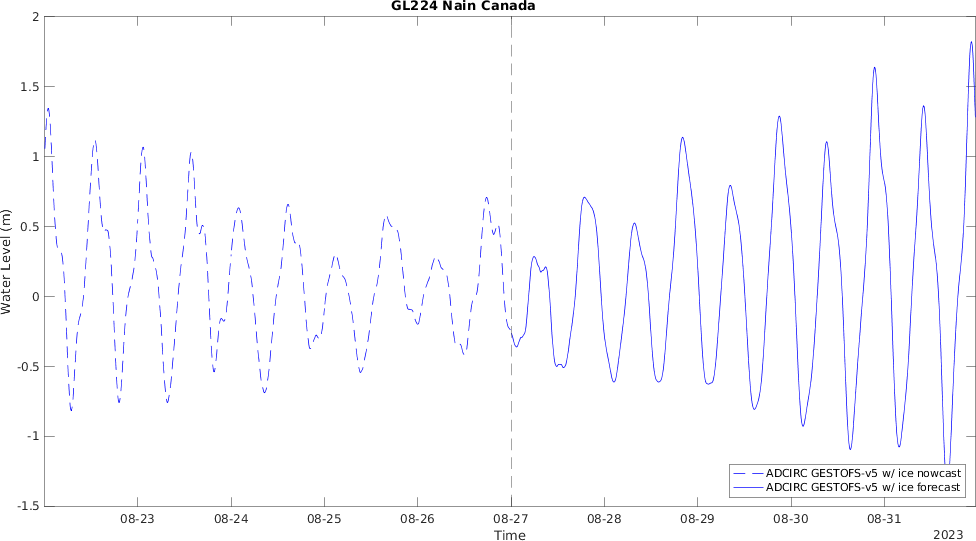 GL224 Nain Canada
2
1.5
1
0.5
0
-0.5
-1
-1.5
Water Level (m)
ADCIRC GESTOFS-v5 w/ ice nowcast
ADCIRC GESTOFS-v5 w/ ice forecast
08-23 08-24 08-25 08-26 08-27 08-28 08-29 08-30 08-31
Time
2023